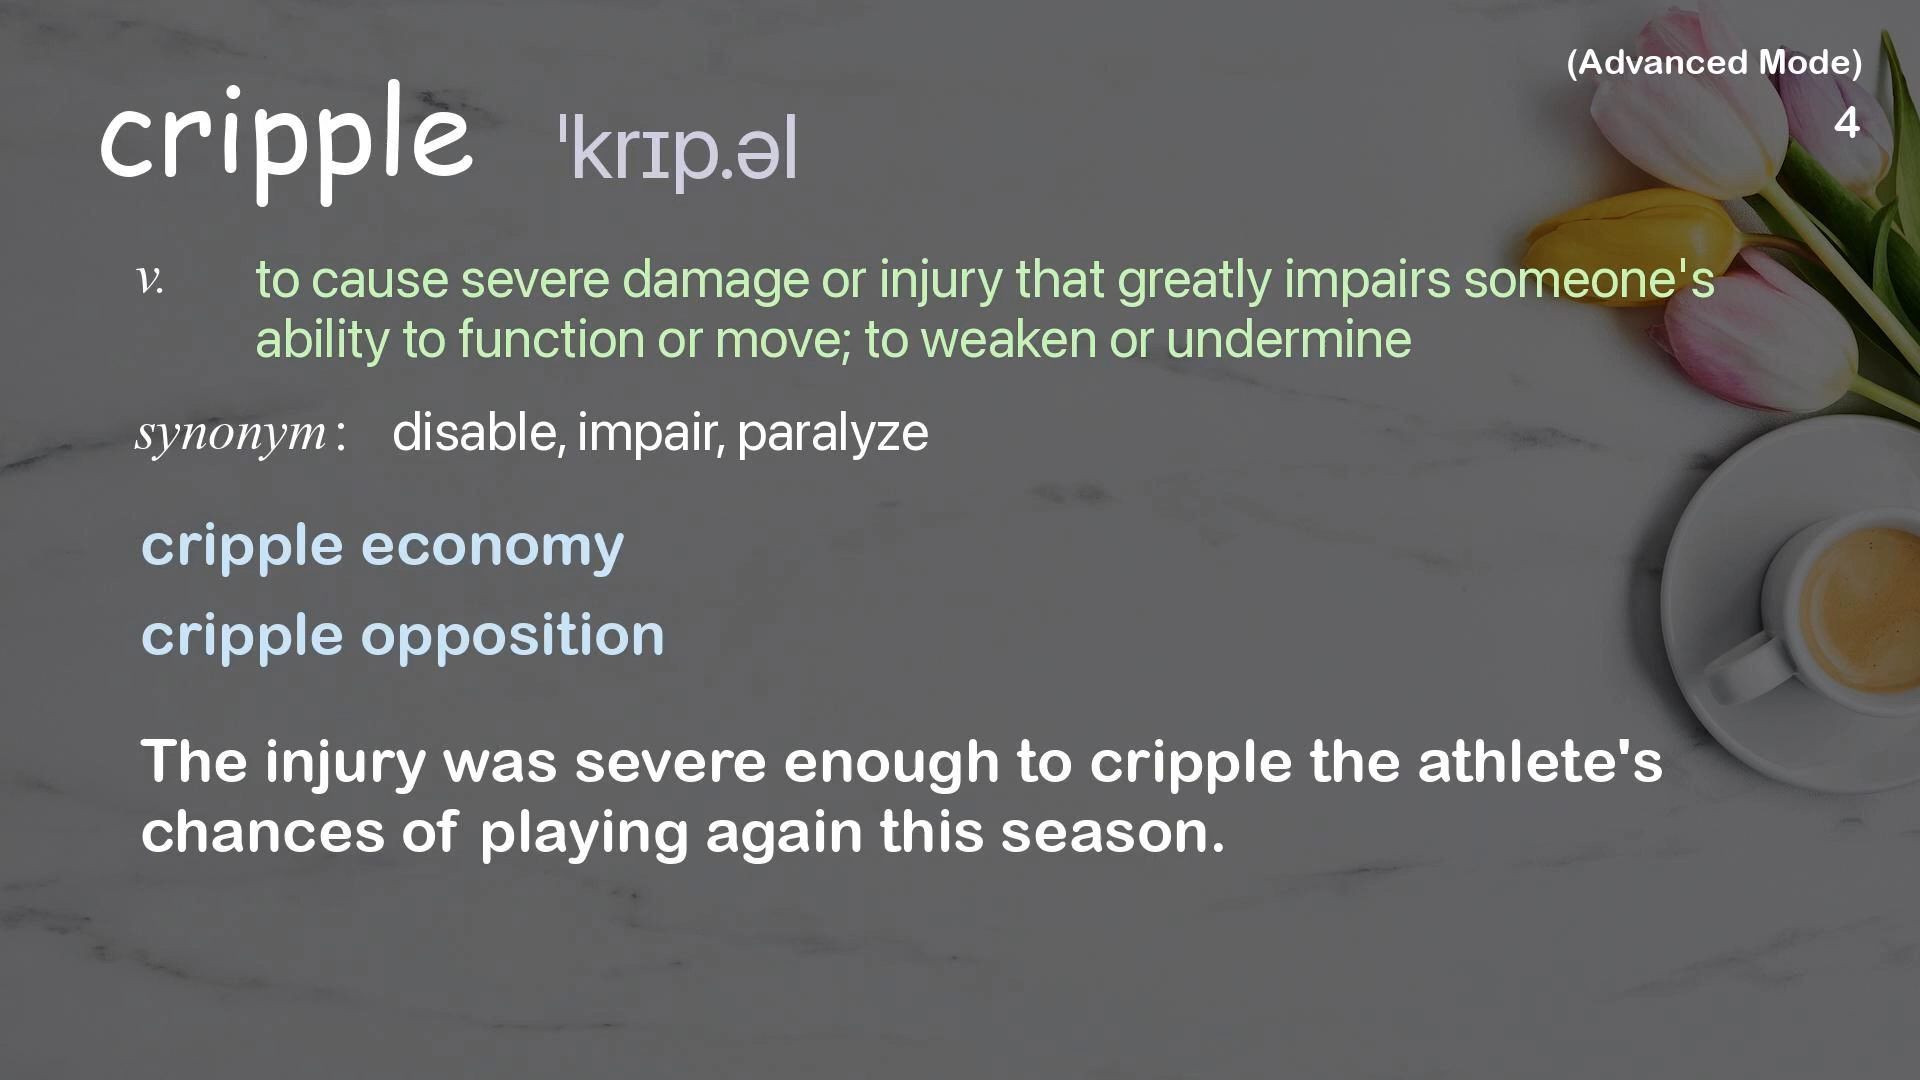 (Advanced Mode)
4
cripple ˈkrɪp.əl
v. to cause severe damage or injury that greatly impairs someone's
ability to function or move; to weaken or undermine
synonym : disable, impair, paralyze
cripple economy
cripple opposition
The injury was severe enough to cripple the athlete's
chances of playing again this season.